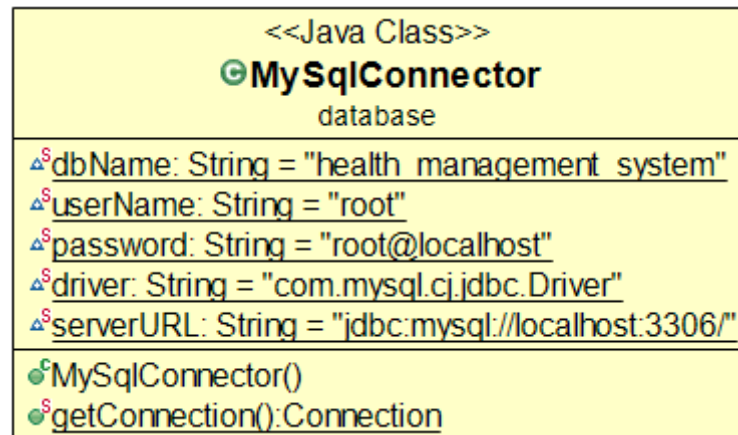 <<Java Class>>
MySqlConnector
database
dbName: String = "health_management_system"
userName: String = "root"
password: String = "root@localhost"
driver: String = "com.mysql.cj.jdbc.Driver"
serverURL: String = "jdbc:mysql://localhost:3306/"
MySqlConnector()
getConnection():Connection